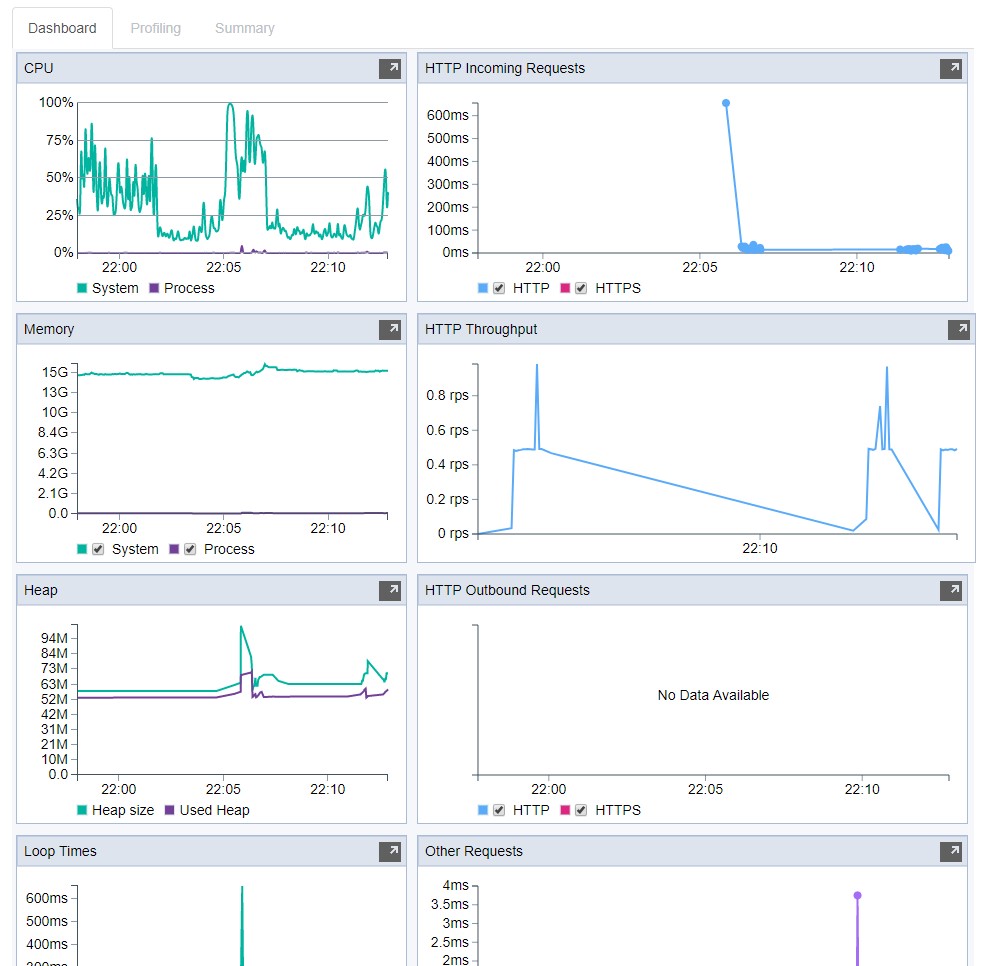 Dashboard Profiling Summary
CPU
100%
75%
50%
25%
0%
22:00 22:05 22:10
System Process
HTTP Incoming Requests
600ms
500ms
400ms
300ms
200ms
100ms
0ms
22:00 22:05 22:10
HTTP HTTPS
Memory
15G
13G
10G
8.4G
6.3G
4.2G
2.1G
0.0
22:00 22:05 22:10
System Process
HTTP Throughput
0.8 rps
0.6 rps
0.4 rps
0.2 rps
0 rps
22:10
Heap
94M
84M
73M
63M
52M
42M
31M
21M
10M
0.0
22:00 22:05 22:10
Heap size Used Heap
HTTP Outbound Requests
No Data Available
22:00 22:05 22:10
HTTP HTTPS
Loop Times
600ms
500ms
400ms
300ms
Other Requests
4ms
3.5ms
3ms
2.5ms
2ms